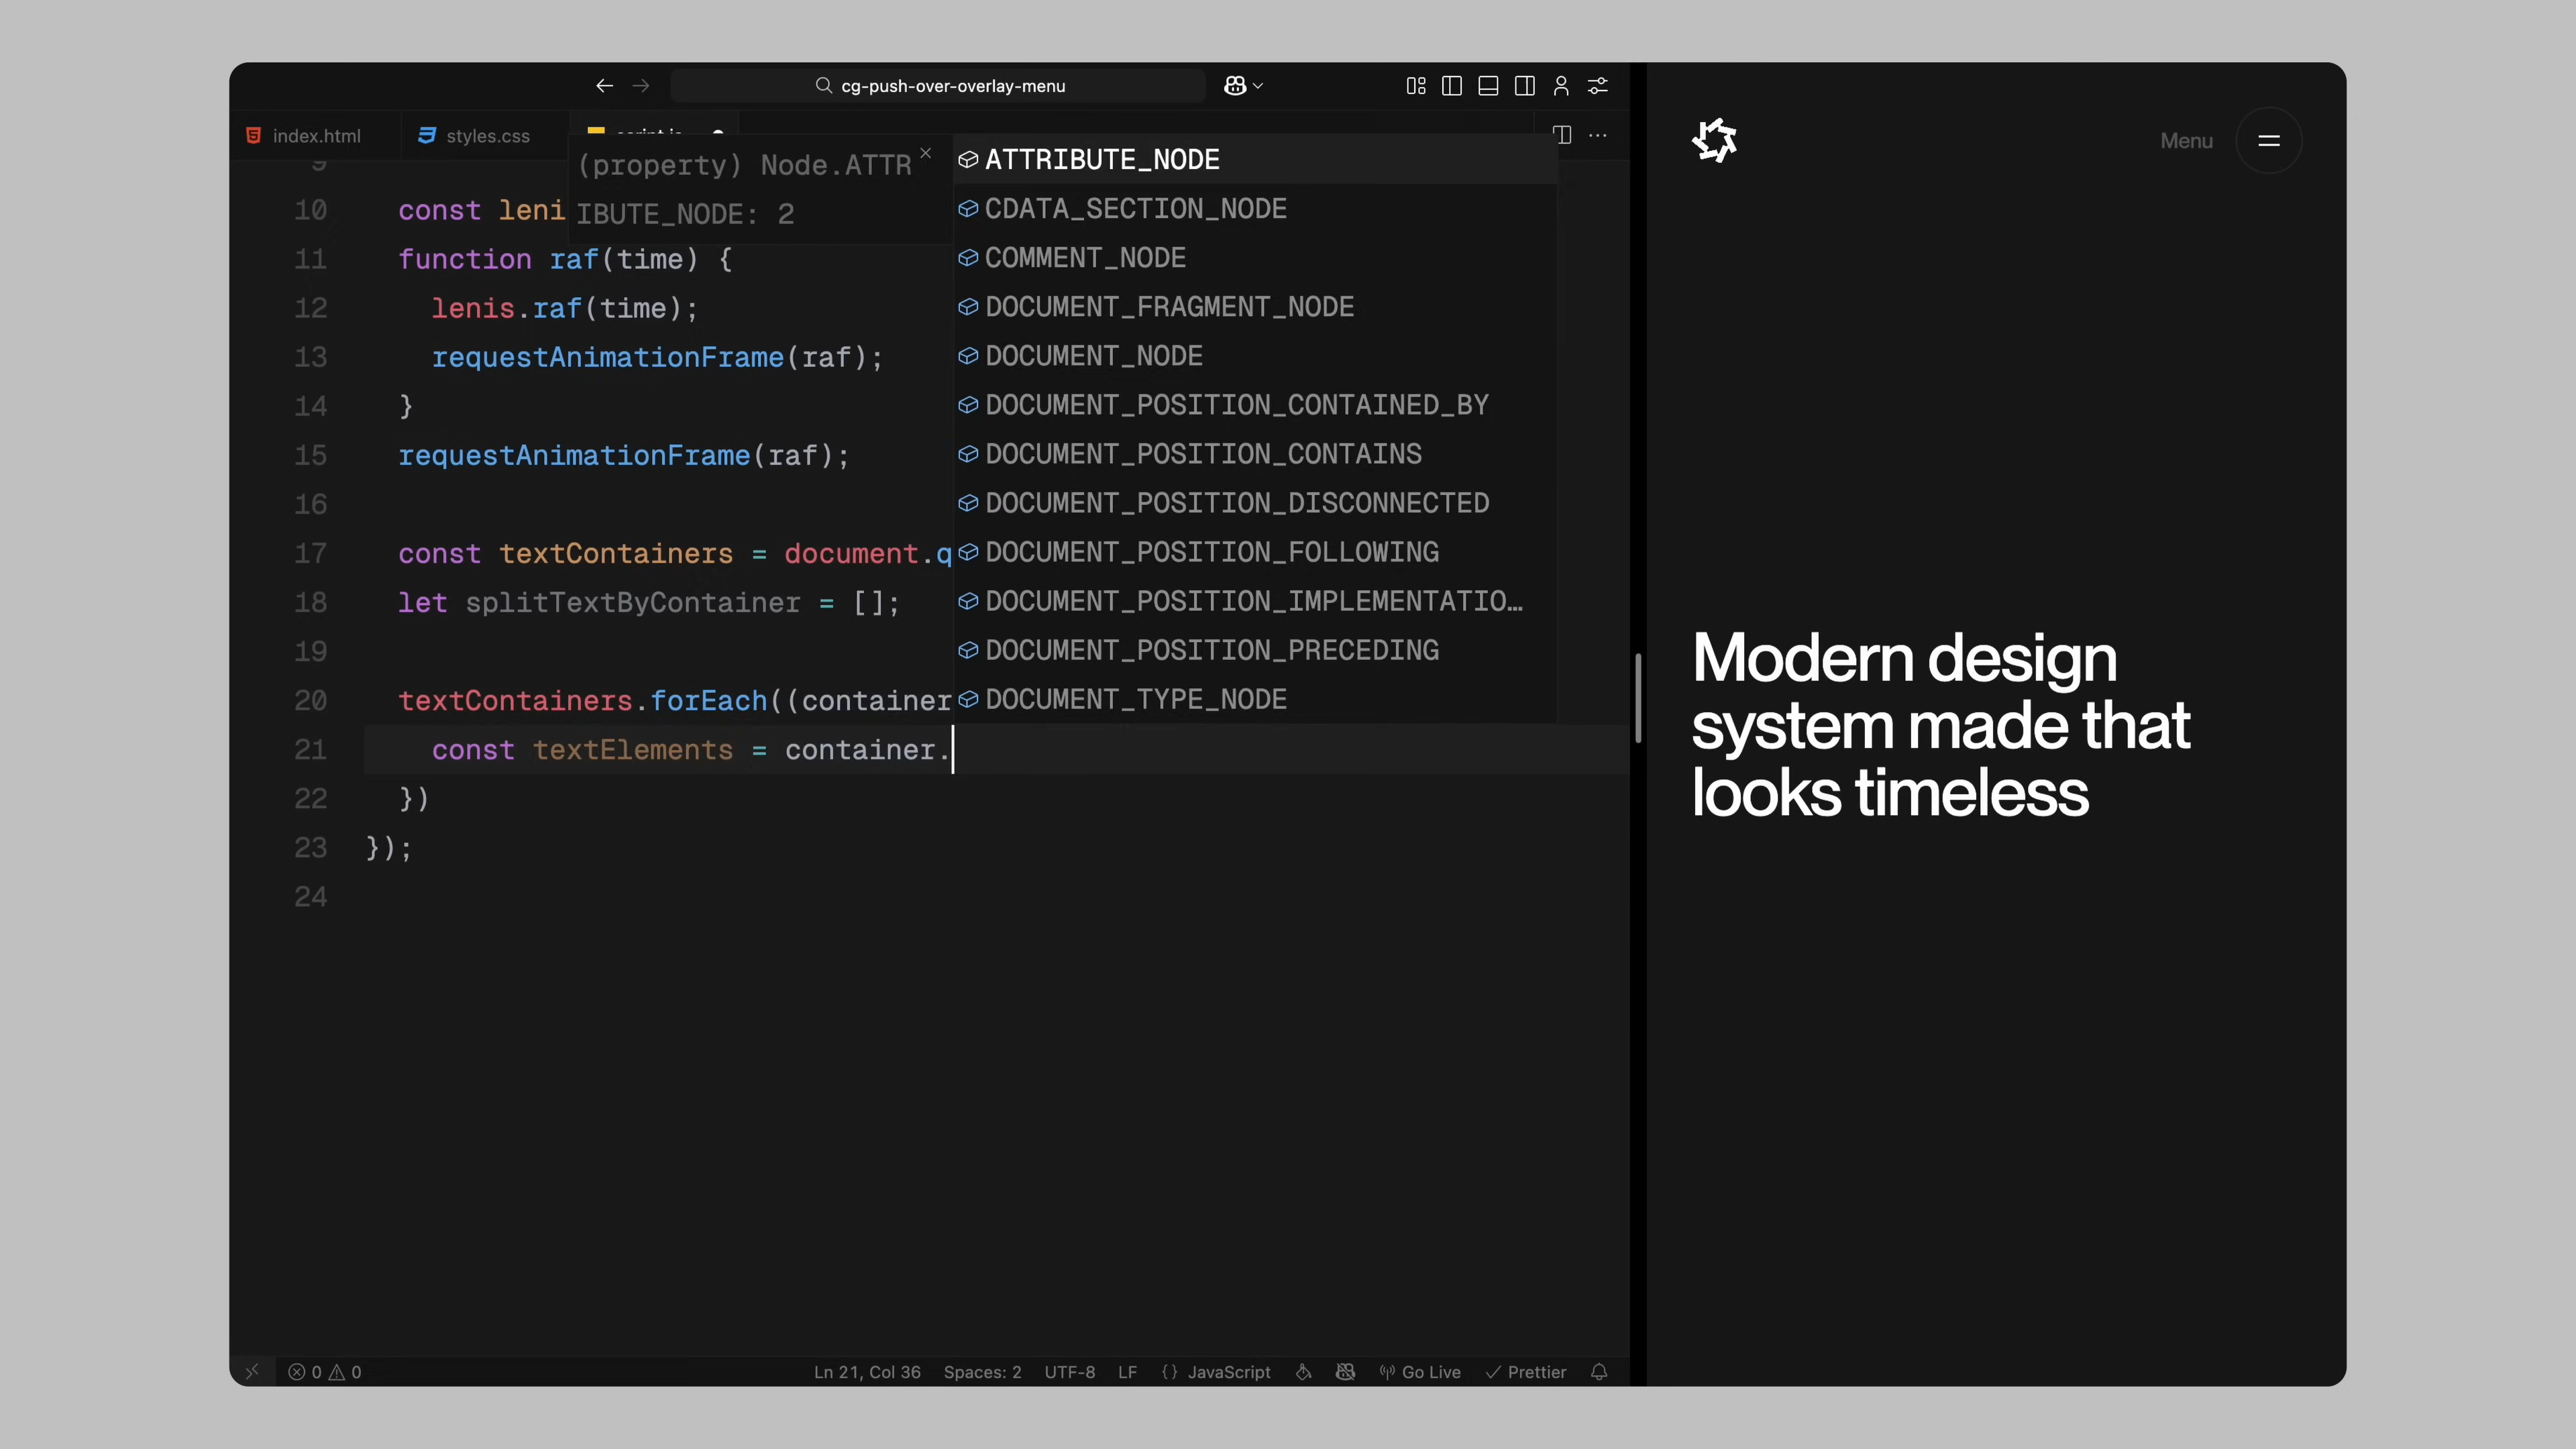 cg-push-over-overlay-menu
index.html
styles.css
9
10 const leni
11 function raf(time) {
12 lenis.raf(time);
13 requestAnimationFrame(raf);
14 }
15 requestAnimationFrame(raf);
16
17 const textContainers = document.q
18 let splitTextByContainer = [];
19
20 textContainers.forEach((container
21 const textElements = container.
22 })
23 });
24
(property) Node.ATTR
IBUTE_NODE: 2
ATTRIBUTE_NODE
CDATA_SECTION_NODE
COMMENT_NODE
DOCUMENT_FRAGMENT_NODE
DOCUMENT_NODE
DOCUMENT_POSITION_CONTAINED_BY
DOCUMENT_POSITION_CONTAINS
DOCUMENT_POSITION_DISCONNECTED
DOCUMENT_POSITION_FOLLOWING
DOCUMENT_POSITION_IMPLEMENTATIO…
DOCUMENT_POSITION_PRECEDING
DOCUMENT_TYPE_NODE
0 0 Ln 21, Col 36 Spaces: 2 UTF-8 LF {} JavaScript Go Live Prettier
Menu
Modern design
system made that
looks timeless